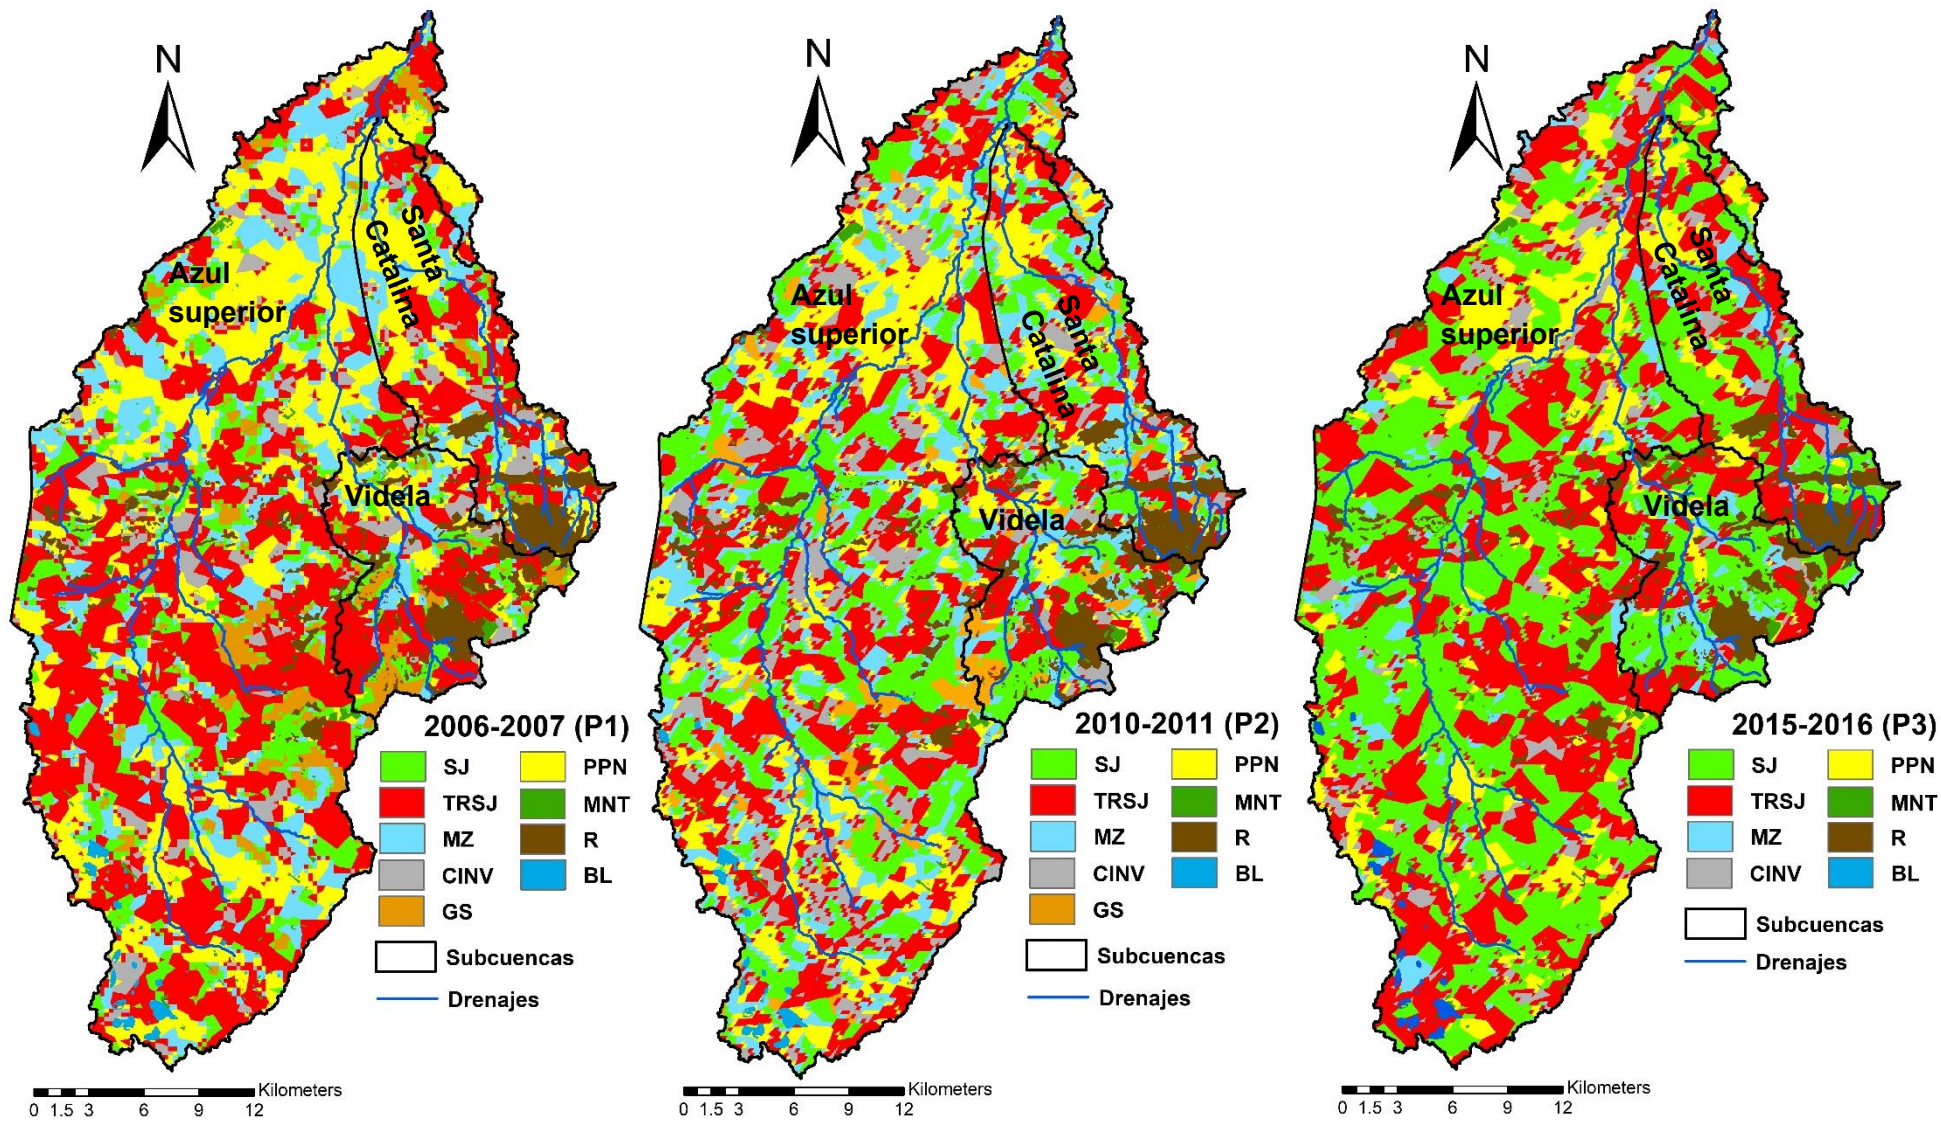 N
Santa
Catalina
Azul
superior
Videla
2006-2007 (P1)
SJ PPN
TRSJ MNT
MZ R
CINV BL
GS
Subcuencas
Drenajes
Kilometers
0 1.5 3 6 9 12
N
Azul
superior
Santa
Catalina
Videla
2010-2011 (P2)
SJ PPN
TRSJ MNT
MZ R
CINV BL
GS
Subcuencas
Drenajes
Kilometers
0 1.5 3 6 9 12
N
Santa
Catalina
Azul
superior
Videla
2015-2016 (P3)
SJ PPN
TRSJ MNT
MZ R
CINV BL
Subcuencas
Drenajes
Kilometers
0 1.5 3 6 9 12